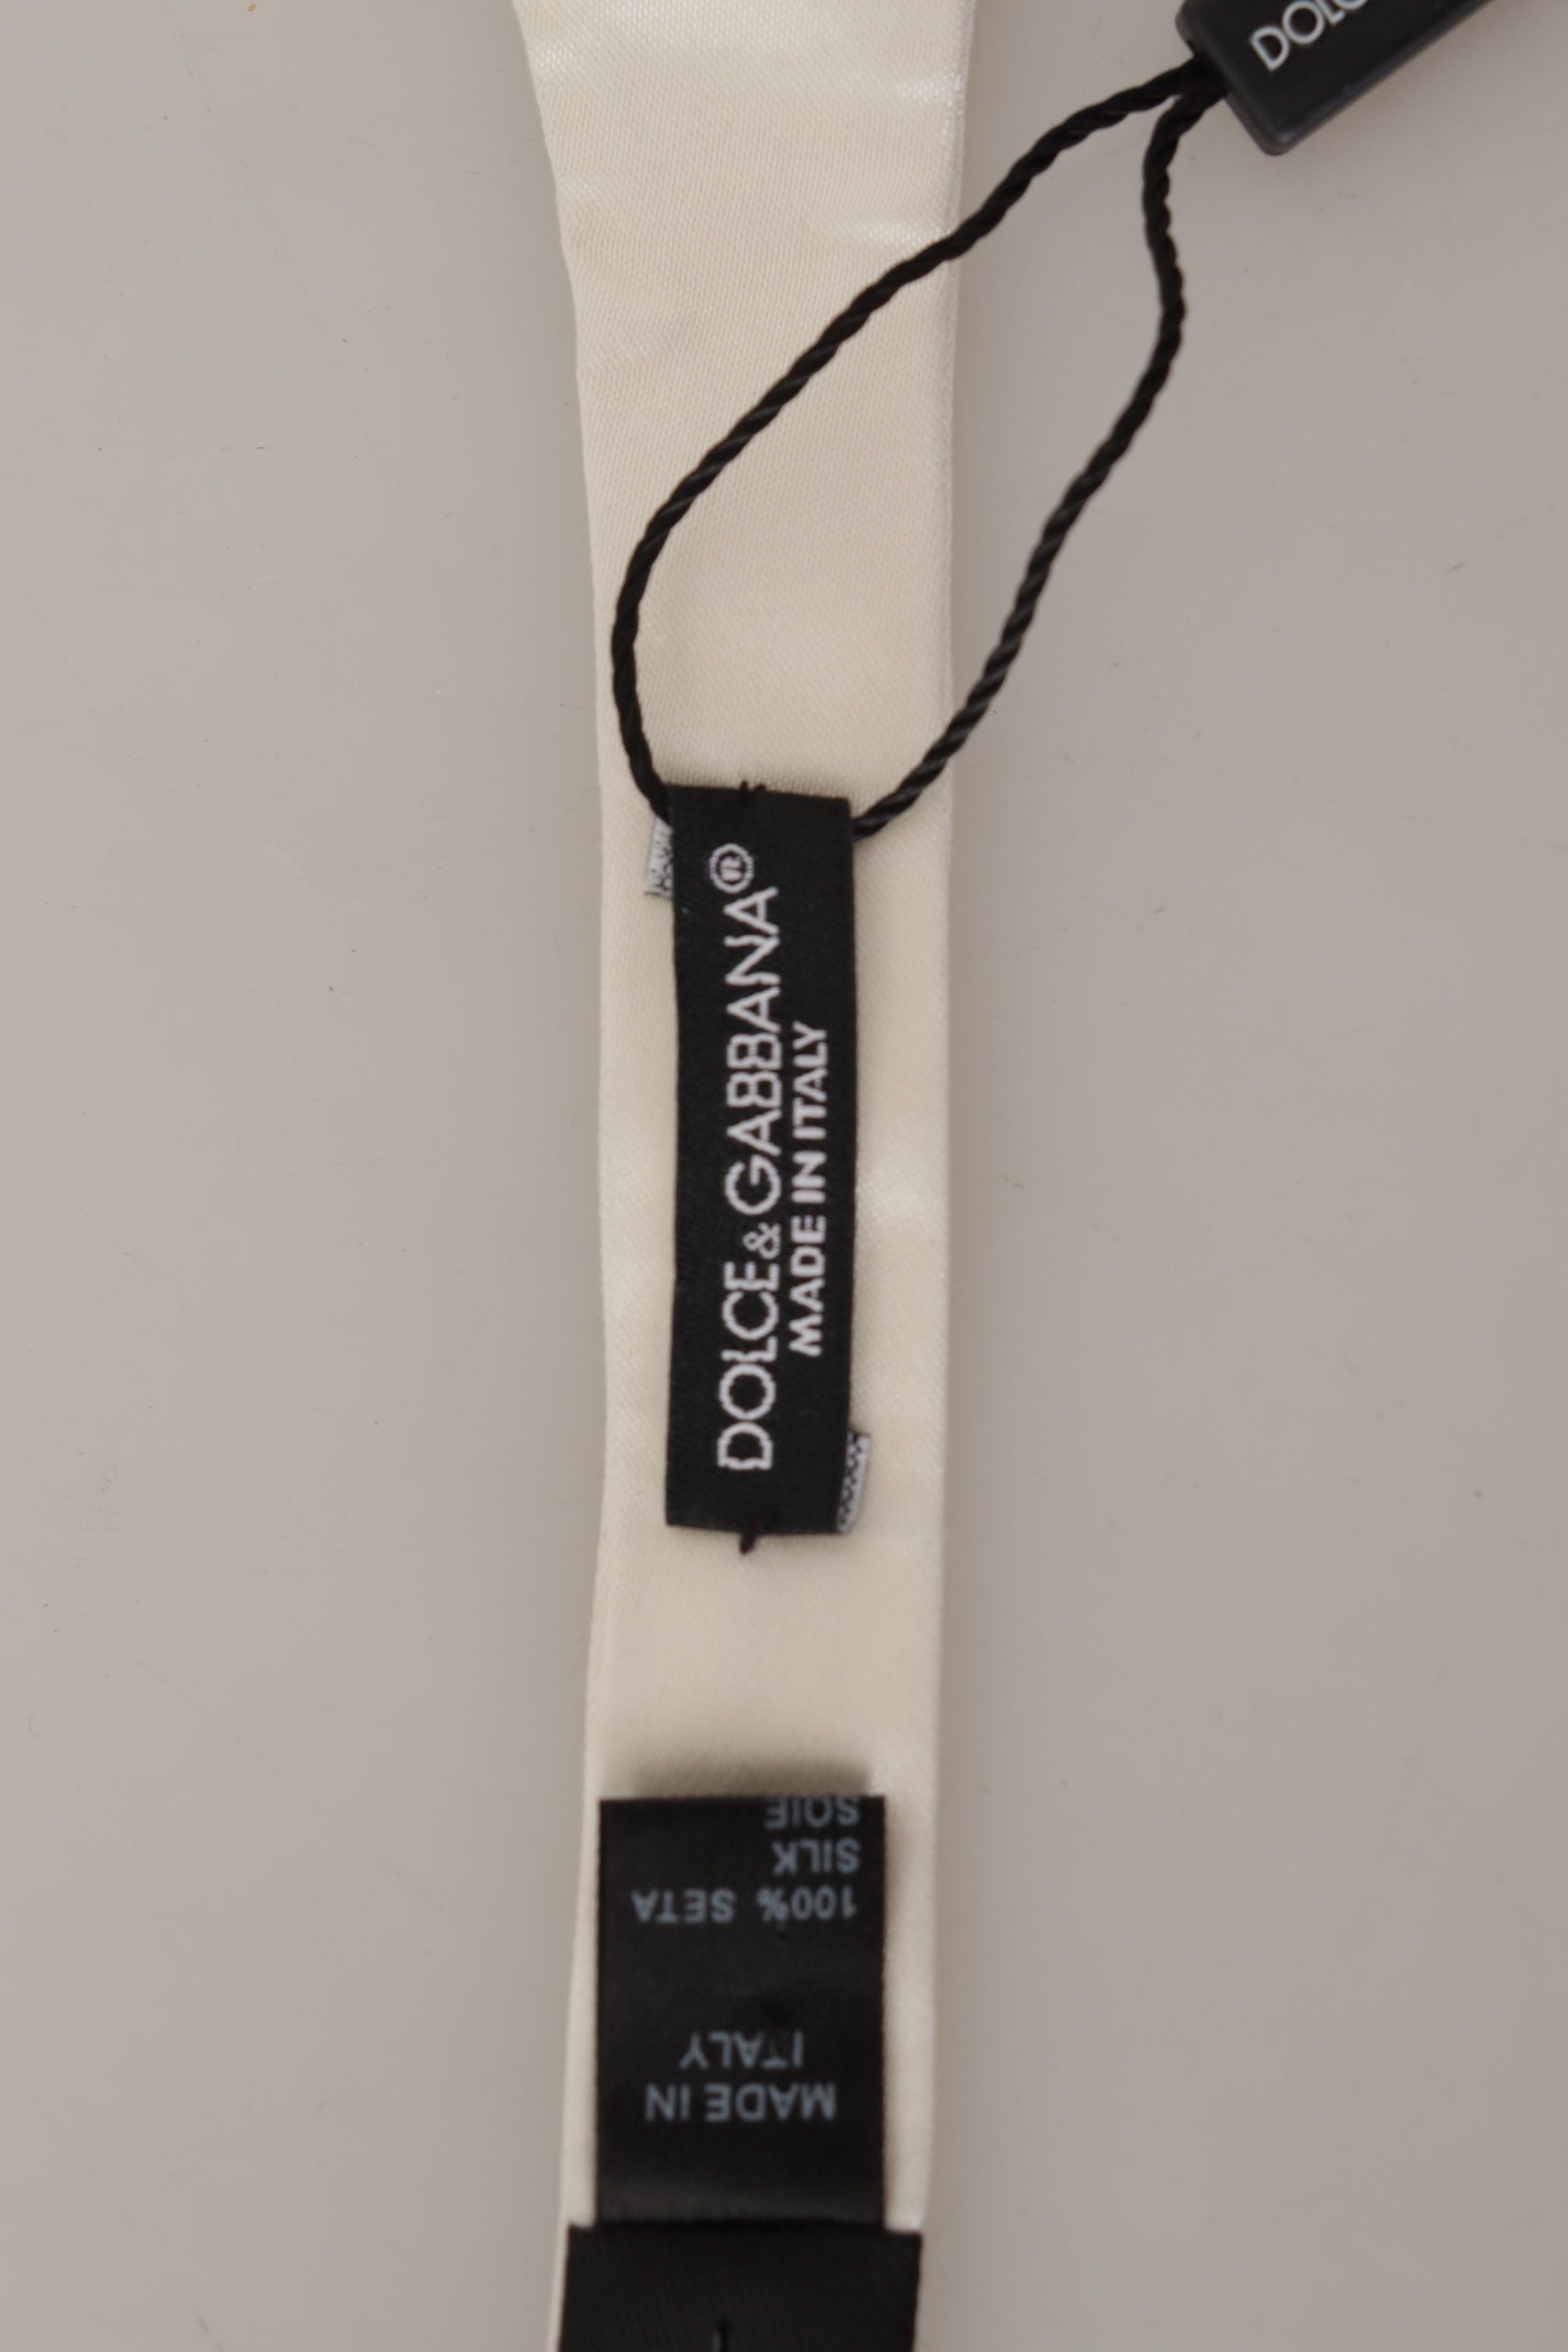 DOLCE&GABBANA®
MADE IN ITALY
MADE IN
ITALY
100% SETA
SILK
SOIE